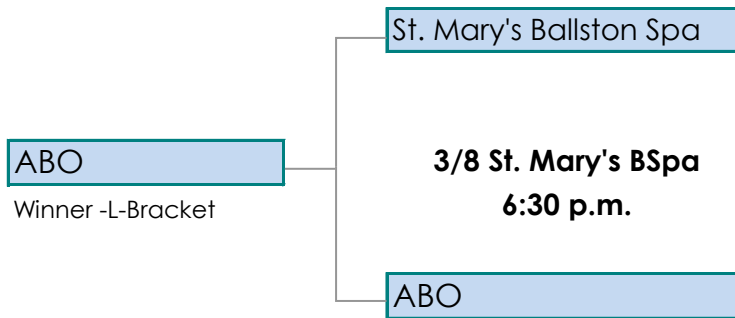 St. Mary's Ballston Spa
ABO
Winner -L-Bracket
3/8 St. Mary's BSpa
6:30 p.m.
ABO